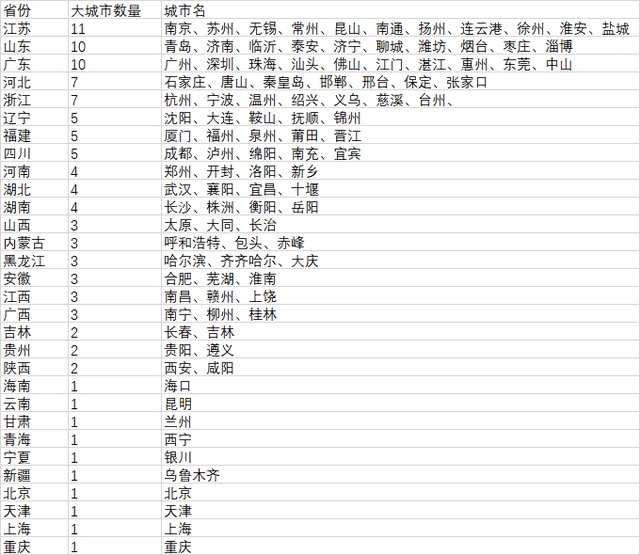 省份 大城市数量 城市名
江苏 11 南京、苏州、无锡、常州、昆山、南通、扬州、连云港、徐州、淮安、盐城
山东 10 青岛、济南、临沂、泰安、济宁、聊城、潍坊、烟台、枣庄、淄博
广东 10 广州、深圳、珠海、汕头、佛山、江门、湛江、惠州、东莞、中山
河北 7 石家庄、唐山、秦皇岛、邯郸、邢台、保定、张家口
浙江 7 杭州、宁波、温州、绍兴、义乌、慈溪、台州、
辽宁 5 沈阳、大连、鞍山、抚顺、锦州
福建 5 厦门、福州、泉州、莆田、晋江
四川 5 成都、泸州、绵阳、南充、宜宾
河南 4 郑州、开封、洛阳、新乡
湖北 4 武汉、襄阳、宜昌、十堰
湖南 4 长沙、株洲、衡阳、岳阳
山西 3 太原、大同、长治
内蒙古 3 呼和浩特、包头、赤峰
黑龙江 3 哈尔滨、齐齐哈尔、大庆
安徽 3 合肥、芜湖、淮南
江西 3 南昌、赣州、上饶
广西 3 南宁、柳州、桂林
吉林 2 长春、吉林
贵州 2 贵阳、遵义
陕西 2 西安、咸阳
海南 1 海口
云南 1 昆明
甘肃 1 兰州
青海 1 西宁
宁夏 1 银川
新疆 1 乌鲁木齐
北京 1 北京
天津 1 天津
上海 1 上海
重庆 1 重庆